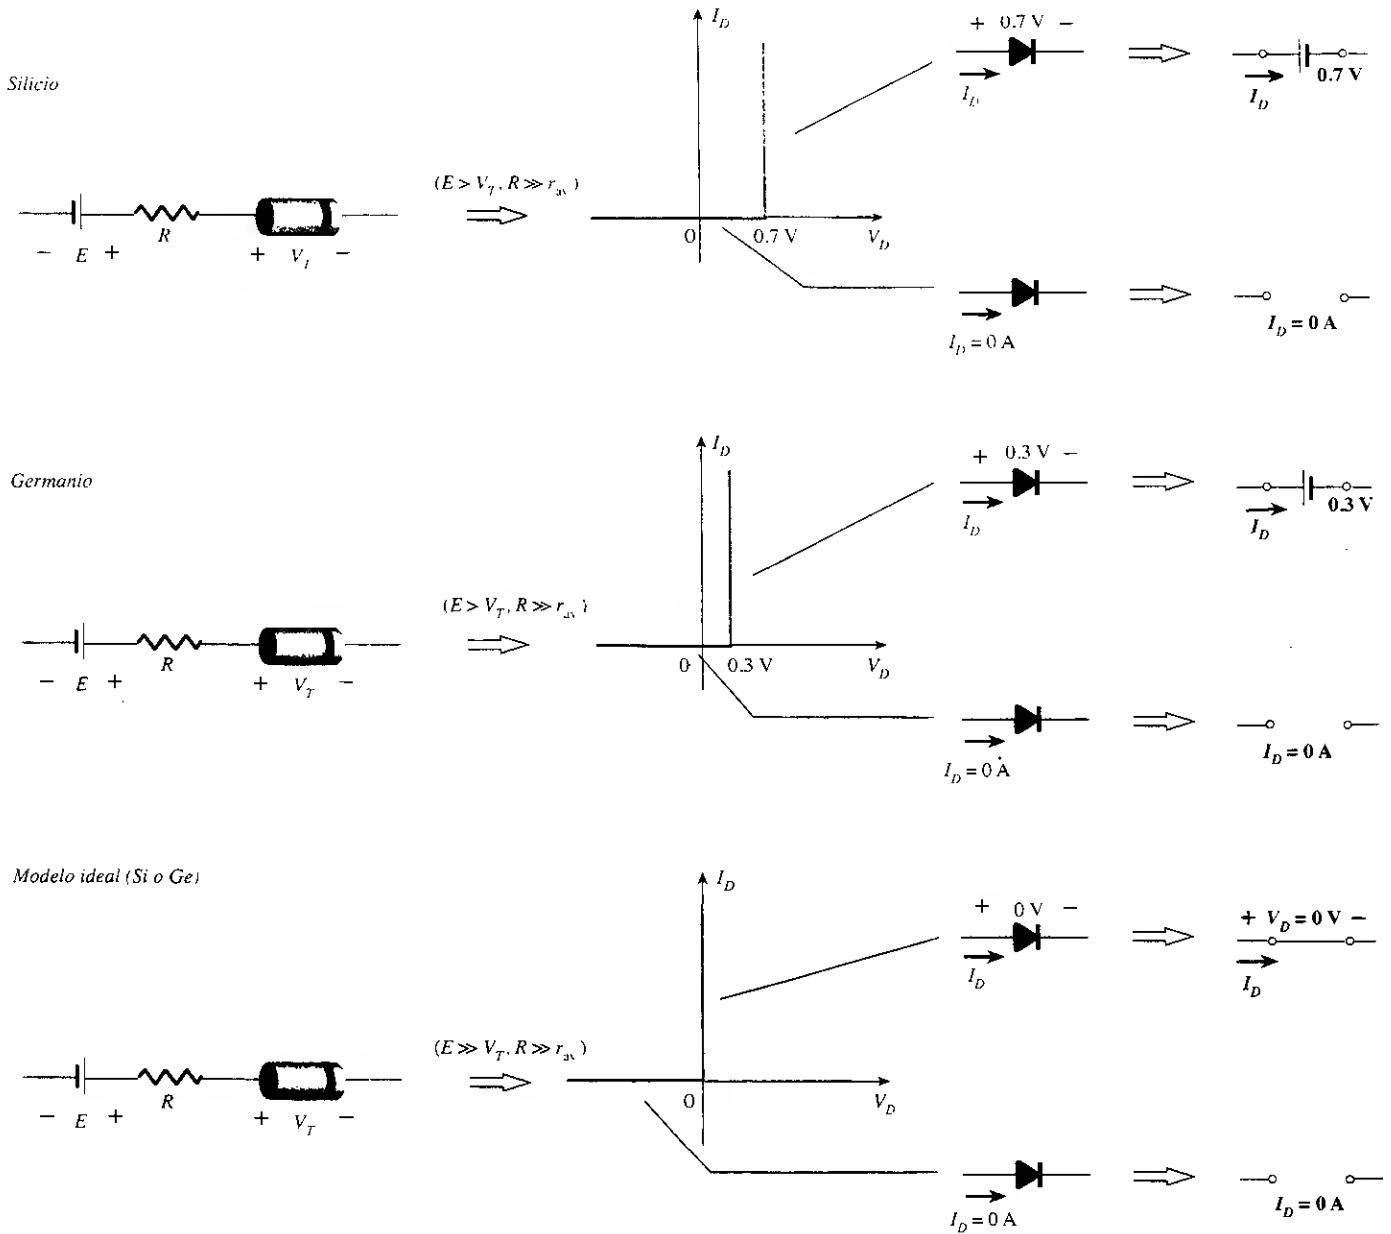 Silicio
I_D
+ 0.7 V −
I_D
0.7 V
I_D
(E > V_T, R ≫ r_av)
− E +
R
+ V_T −
0
0.7 V
V_D
I_D = 0 A
I_D = 0 A
Germanio
I_D
+ 0.3 V −
I_D
0.3 V
I_D
(E > V_T, R ≫ r_av)
− E +
R
+ V_T −
0
0.3 V
V_D
I_D = 0 A
I_D = 0 A
Modelo ideal (Si o Ge)
I_D
+ 0 V −
I_D
+ V_D = 0 V −
I_D
(E ≫ V_T, R ≫ r_av)
− E +
R
+ V_T −
0
V_D
I_D = 0 A
I_D = 0 A